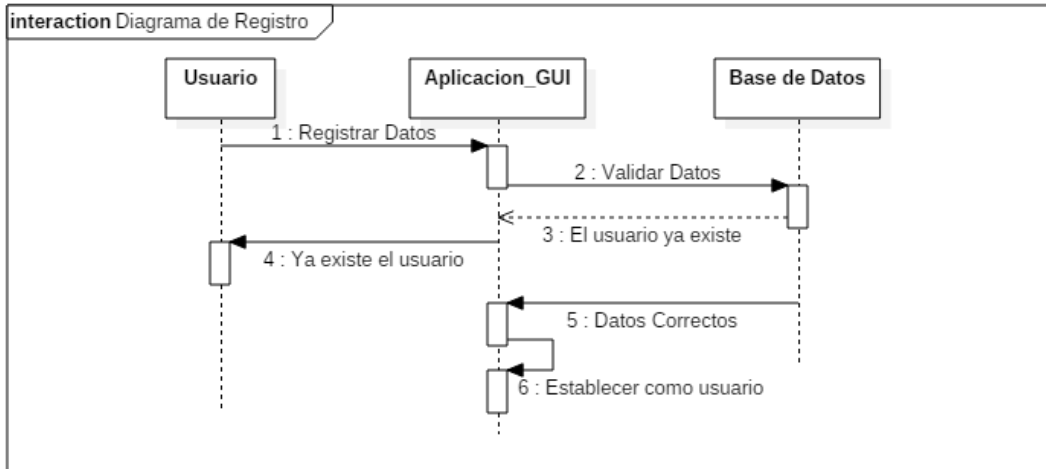 interaction Diagrama de Registro
Usuario
Aplicacion_GUI
Base de Datos
1 : Registrar Datos
2 : Validar Datos
3 : El usuario ya existe
4 : Ya existe el usuario
5 : Datos Correctos
6 : Establecer como usuario